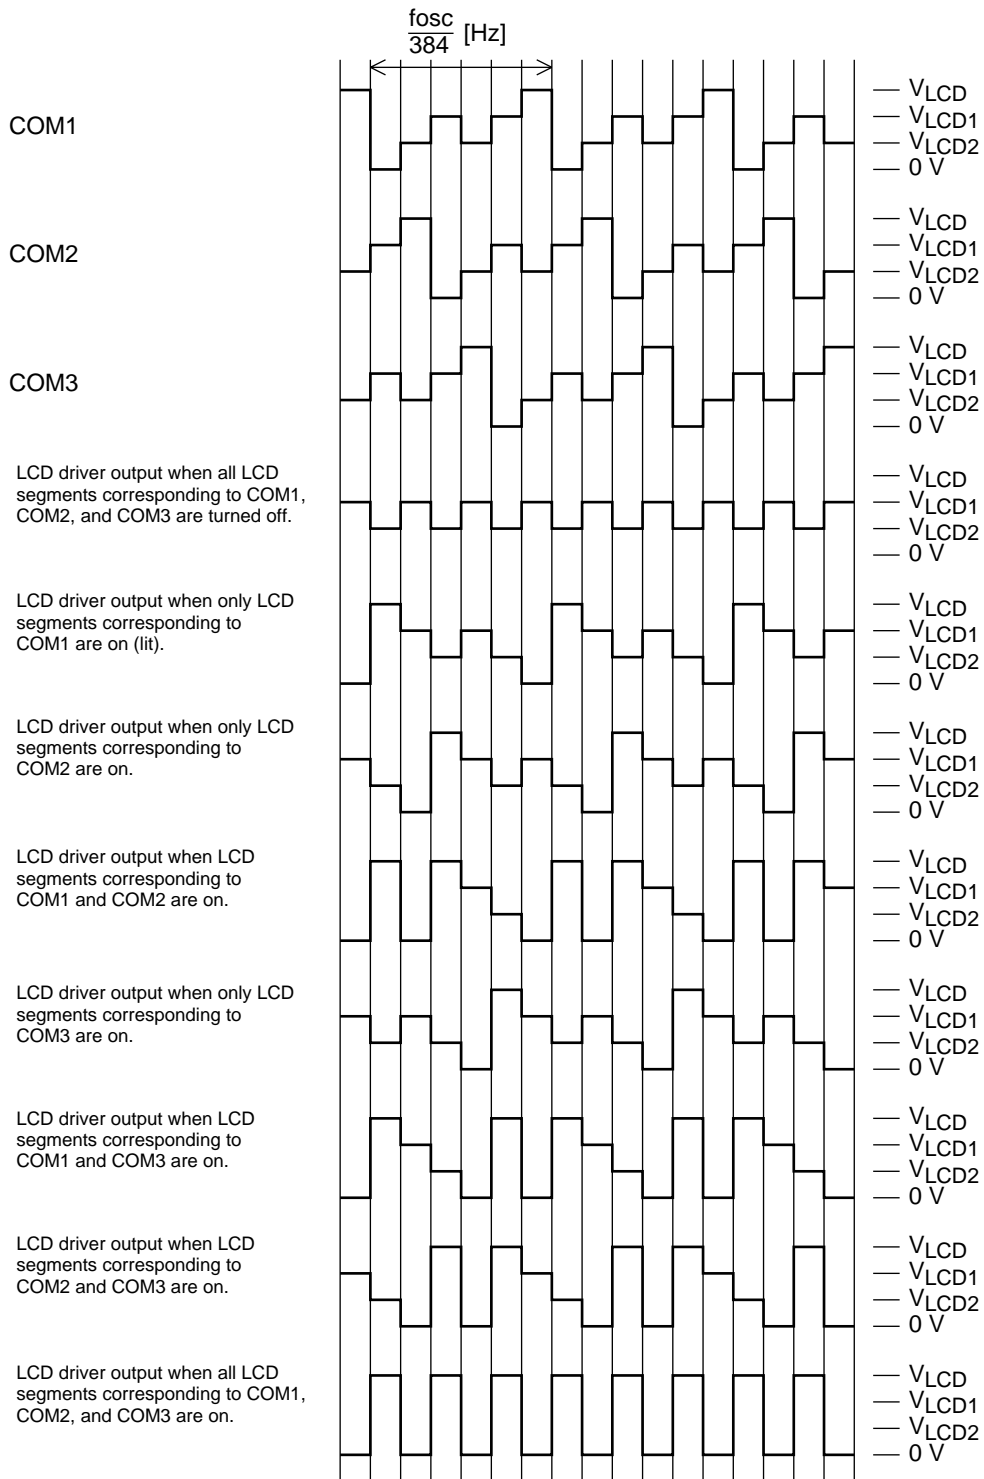 fosc
384 [Hz]
COM1
VLCD
VLCD1
VLCD2
0 V
COM2
VLCD
VLCD1
VLCD2
0 V
COM3
VLCD
VLCD1
VLCD2
0 V
LCD driver output when all LCD
segments corresponding to COM1,
COM2, and COM3 are turned off.
VLCD
VLCD1
VLCD2
0 V
LCD driver output when only LCD
segments corresponding to
COM1 are on (lit).
VLCD
VLCD1
VLCD2
0 V
LCD driver output when only LCD
segments corresponding to
COM2 are on.
VLCD
VLCD1
VLCD2
0 V
LCD driver output when LCD
segments corresponding to
COM1 and COM2 are on.
VLCD
VLCD1
VLCD2
0 V
LCD driver output when only LCD
segments corresponding to
COM3 are on.
VLCD
VLCD1
VLCD2
0 V
LCD driver output when LCD
segments corresponding to
COM1 and COM3 are on.
VLCD
VLCD1
VLCD2
0 V
LCD driver output when LCD
segments corresponding to
COM2 and COM3 are on.
VLCD
VLCD1
VLCD2
0 V
LCD driver output when all LCD
segments corresponding to COM1,
COM2, and COM3 are on.
VLCD
VLCD1
VLCD2
0 V